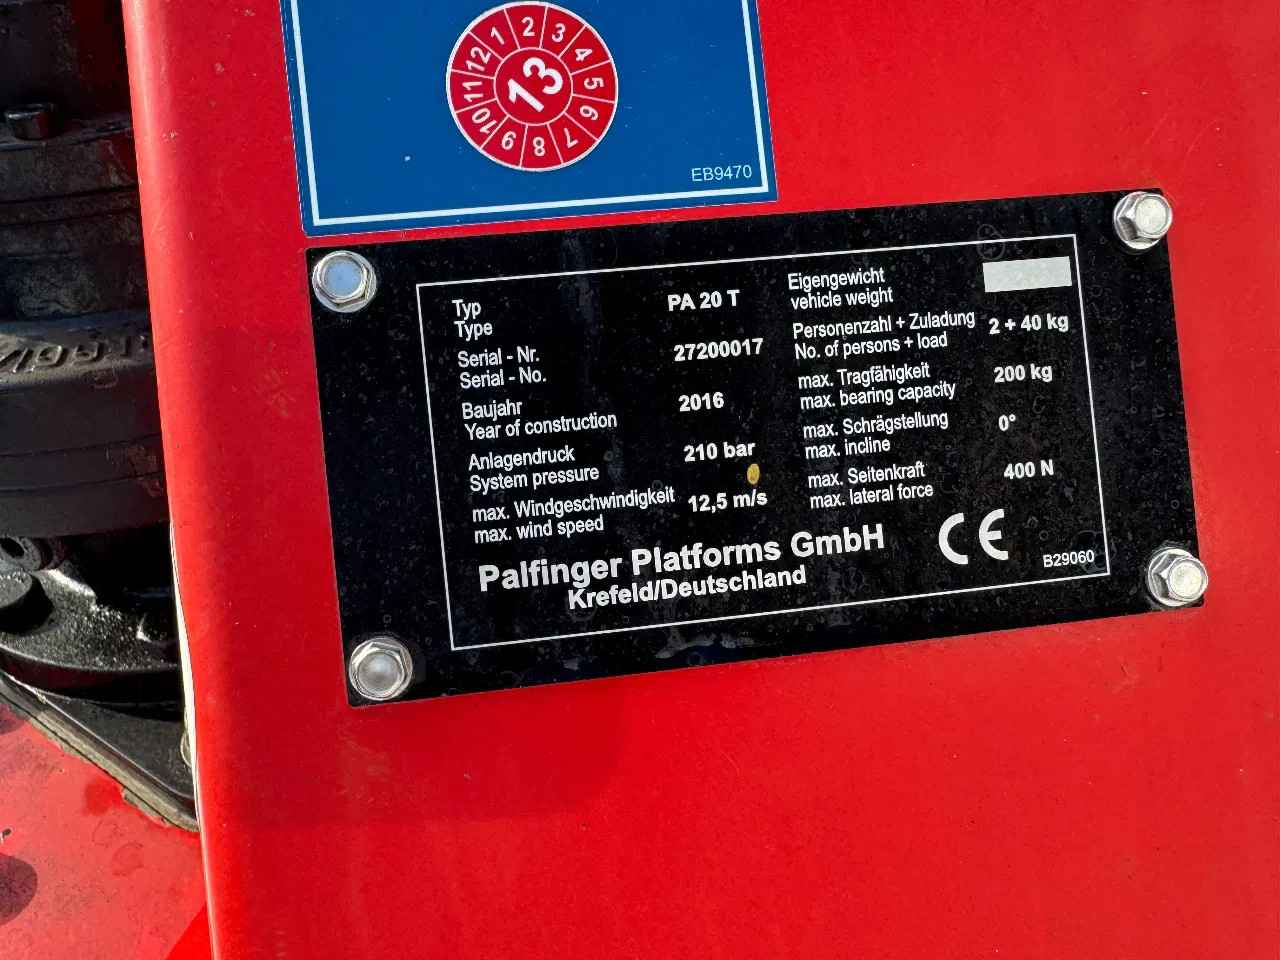 1 2 3 4 5 6 7 8 9 10 11 12
13
EB9470
Typ
Type
PA 20 T
Serial - Nr.
Serial - No.
27200017
Baujahr
Year of construction
2016
Anlagendruck
System pressure
210 bar
max. Windgeschwindigkeit
max. wind speed
12,5 m/s
Eigengewicht
vehicle weight
Personenzahl + Zuladung
No. of persons + load
2 + 40 kg
max. Tragfähigkeit
max. bearing capacity
200 kg
max. Schrägstellung
max. incline
0°
max. Seitenkraft
max. lateral force
400 N
Palfinger Platforms GmbH
Krefeld/Deutschland
CE
B29060